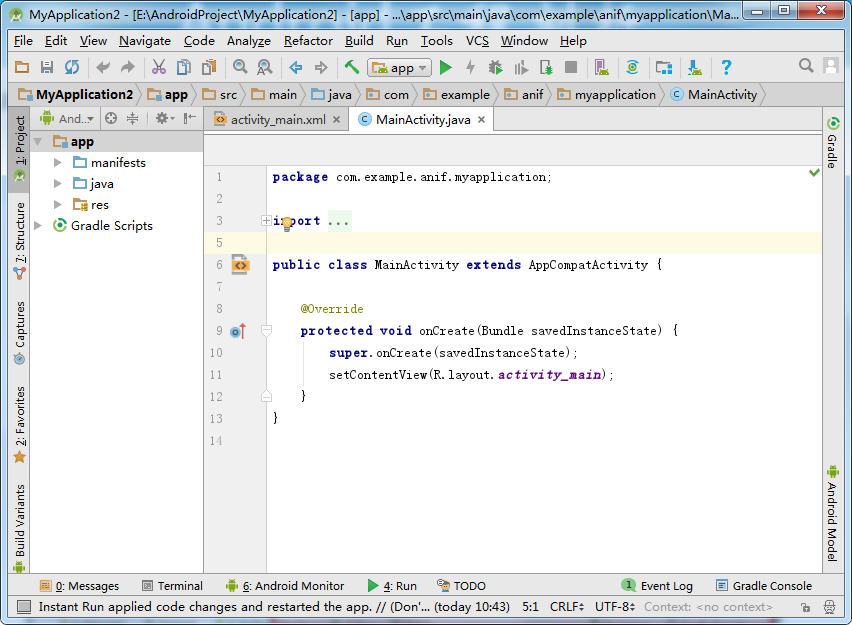 MyApplication2 - [E:\AndroidProject\MyApplication2] - [app] - ...\app\src\main\java\com\example\anif\myapplication\Ma...
File Edit View Navigate Code Analyze Refactor Build Run Tools VCS Window Help
app
MyApplication2 app src main java com example anif myapplication MainActivity
And...
activity_main.xml
MainActivity.java
1: Project
7: Structure
Captures
2: Favorites
Build Variants
app
manifests
java
res
Gradle Scripts
1 package com.example.anif.myapplication;
2
3 import ...
5
6 public class MainActivity extends AppCompatActivity {
7
8 @Override
9 protected void onCreate(Bundle savedInstanceState) {
10 super.onCreate(savedInstanceState);
11 setContentView(R.layout.activity_main);
12 }
13 }
14
Gradle
Android Model
0: Messages Terminal 6: Android Monitor 4: Run TODO 1 Event Log Gradle Console
Instant Run applied code changes and restarted the app. // (Don'... (today 10:43) 5:1 CRLF UTF-8 Context: <no context>